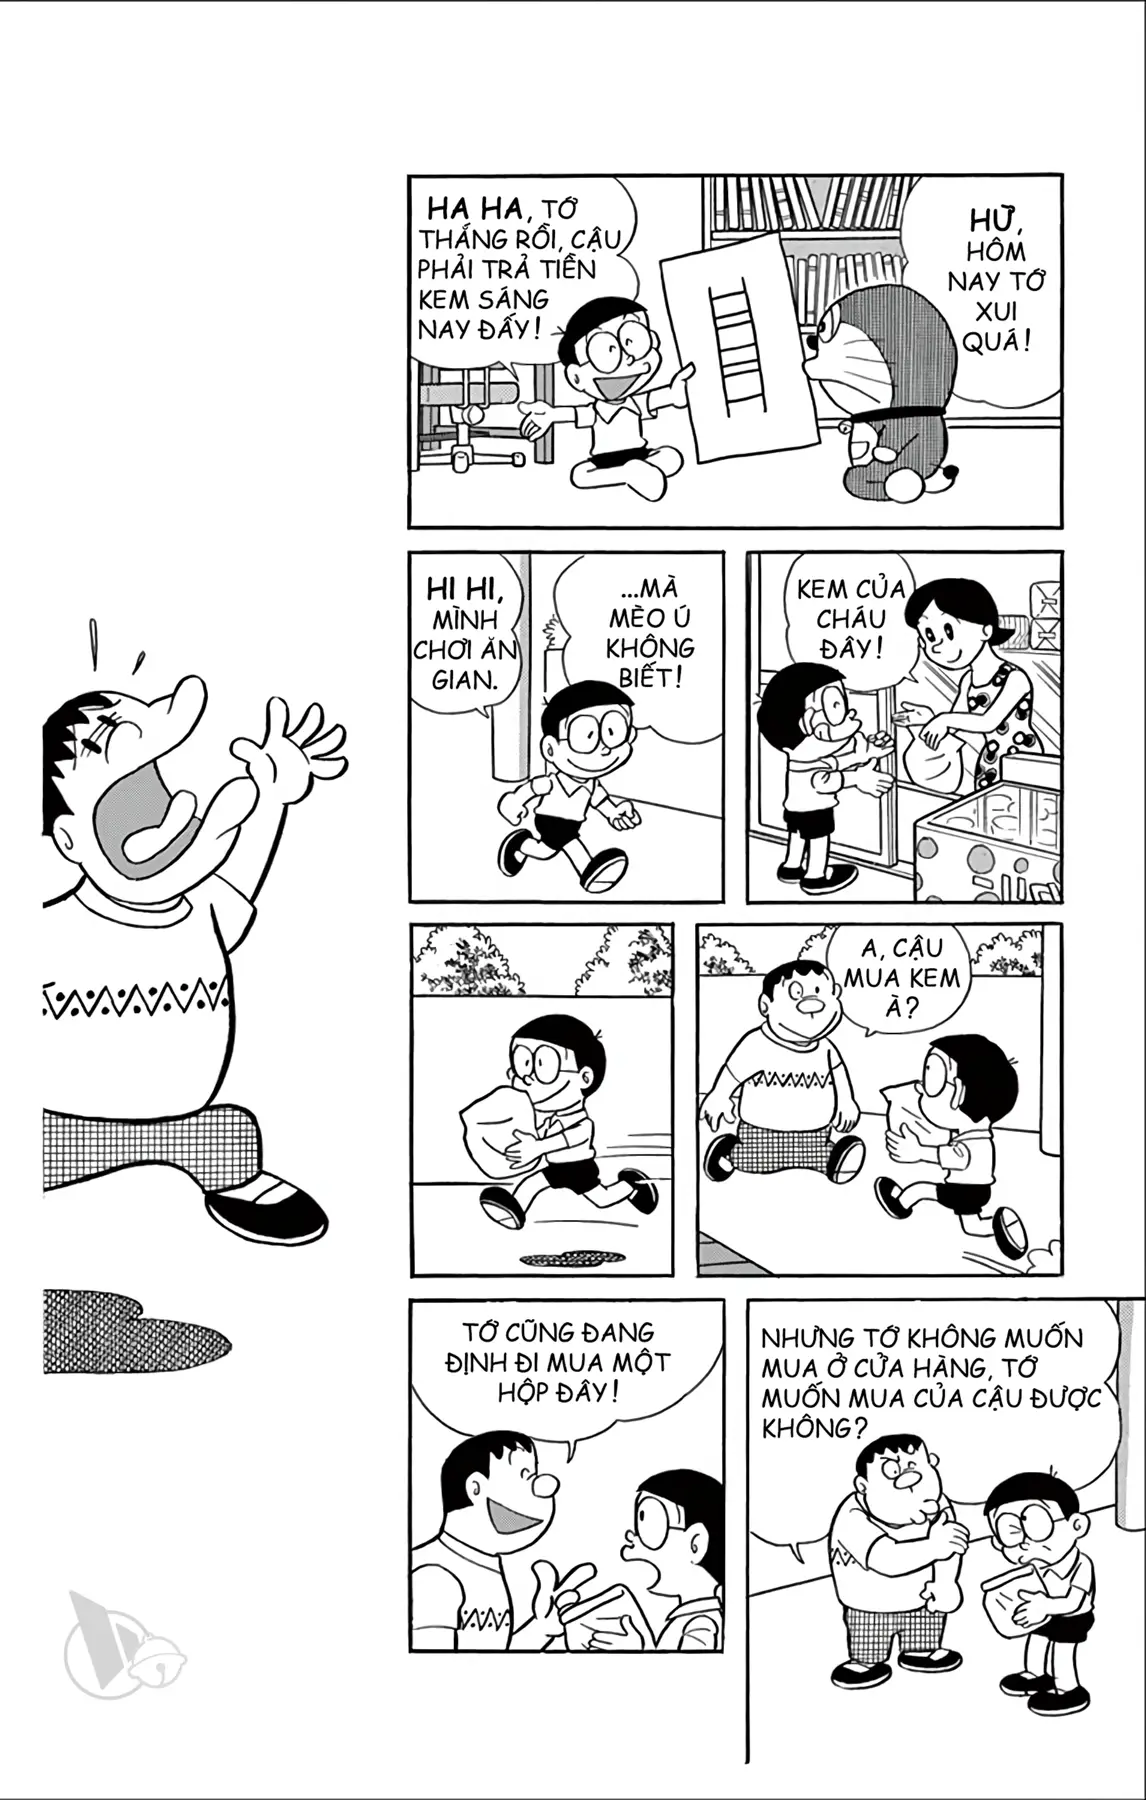 HA HA, TỚ
THẮNG RỒI, CẬU
PHẢI TRẢ TIỀN
KEM SÁNG
NAY ĐẤY!
HỮ,
HÔM
NAY TỚ
XUI
QUÁ!
HI HI,
MÌNH
CHƠI ĂN
GIAN.
...MÀ
MÈO Ú
KHÔNG
BIẾT!
KEM CỦA
CHÁU
ĐÂY!
A, CẬU
MUA KEM
À?
TỚ CŨNG ĐANG
ĐỊNH ĐI MUA MỘT
HỘP ĐÂY!
NHƯNG TỚ KHÔNG MUỐN
MUA Ở CỬA HÀNG, TỚ
MUỐN MUA CỦA CẬU ĐƯỢC
KHÔNG?